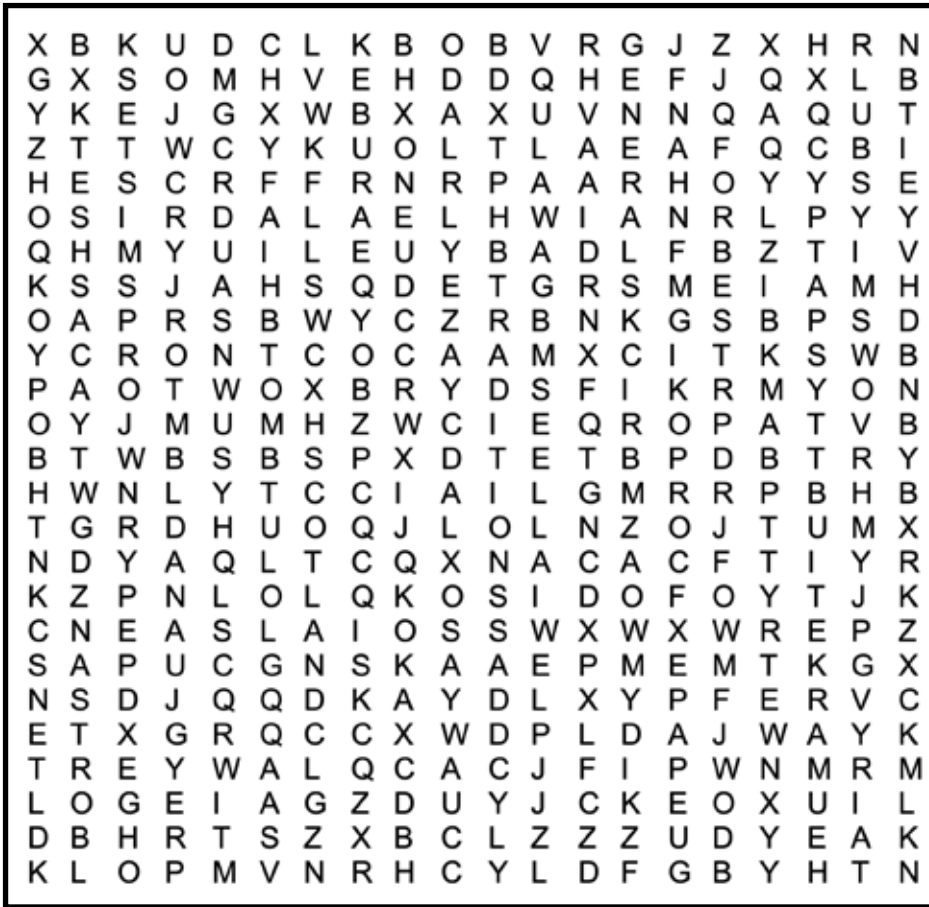 X B K U D C L K B O B V R G J Z X H R N
G X S O M H V E H D D Q H E F J Q X L B
Y K E J G X W B X A X U V N N Q A Q U T
Z T T W C Y K U O L T L A E A F Q C B I
H E S C R F F R N R P A A R H O Y Y S E
O S I R D A L A E L H W I A N R L P Y Y
Q H M Y U I L E U Y B A D L F B Z T I V
K S S J A H S Q D E T G R S M E I A M H
O A P R S B W Y C Z R B N K G S B P S D
Y C R O N T C O C A A M X C I T K S W B
P A O T W O X B R Y D S F I K R M Y O N
O Y J M U M H Z W C I E Q R O P A T V B
B T W B S B S P X D T E T B P D B T R Y
H W N L Y T C C I A I L G M R R P B H B
T G R D H U O Q J L O L N Z O J T U M X
N D Y A Q L T C Q X N A C A C F T I Y R
K Z P N L O L Q K O S I D O F O Y T J K
C N E A S L A I O S S W X W X W R E P Z
S A P U C G N S K A A E P M E M T K G X
N S D J Q Q D K A Y D L X Y P F E R V C
E T X G R Q C C X W D P L D A J W A Y K
T R E Y W A L Q C A C J F I P W N M R M
L O G E I A G Z D U Y J C K E O X U I L
D B H R T S Z X B C L Z Z Z U D Y E A K
K L O P M V N R H C Y L D F G B Y H T N